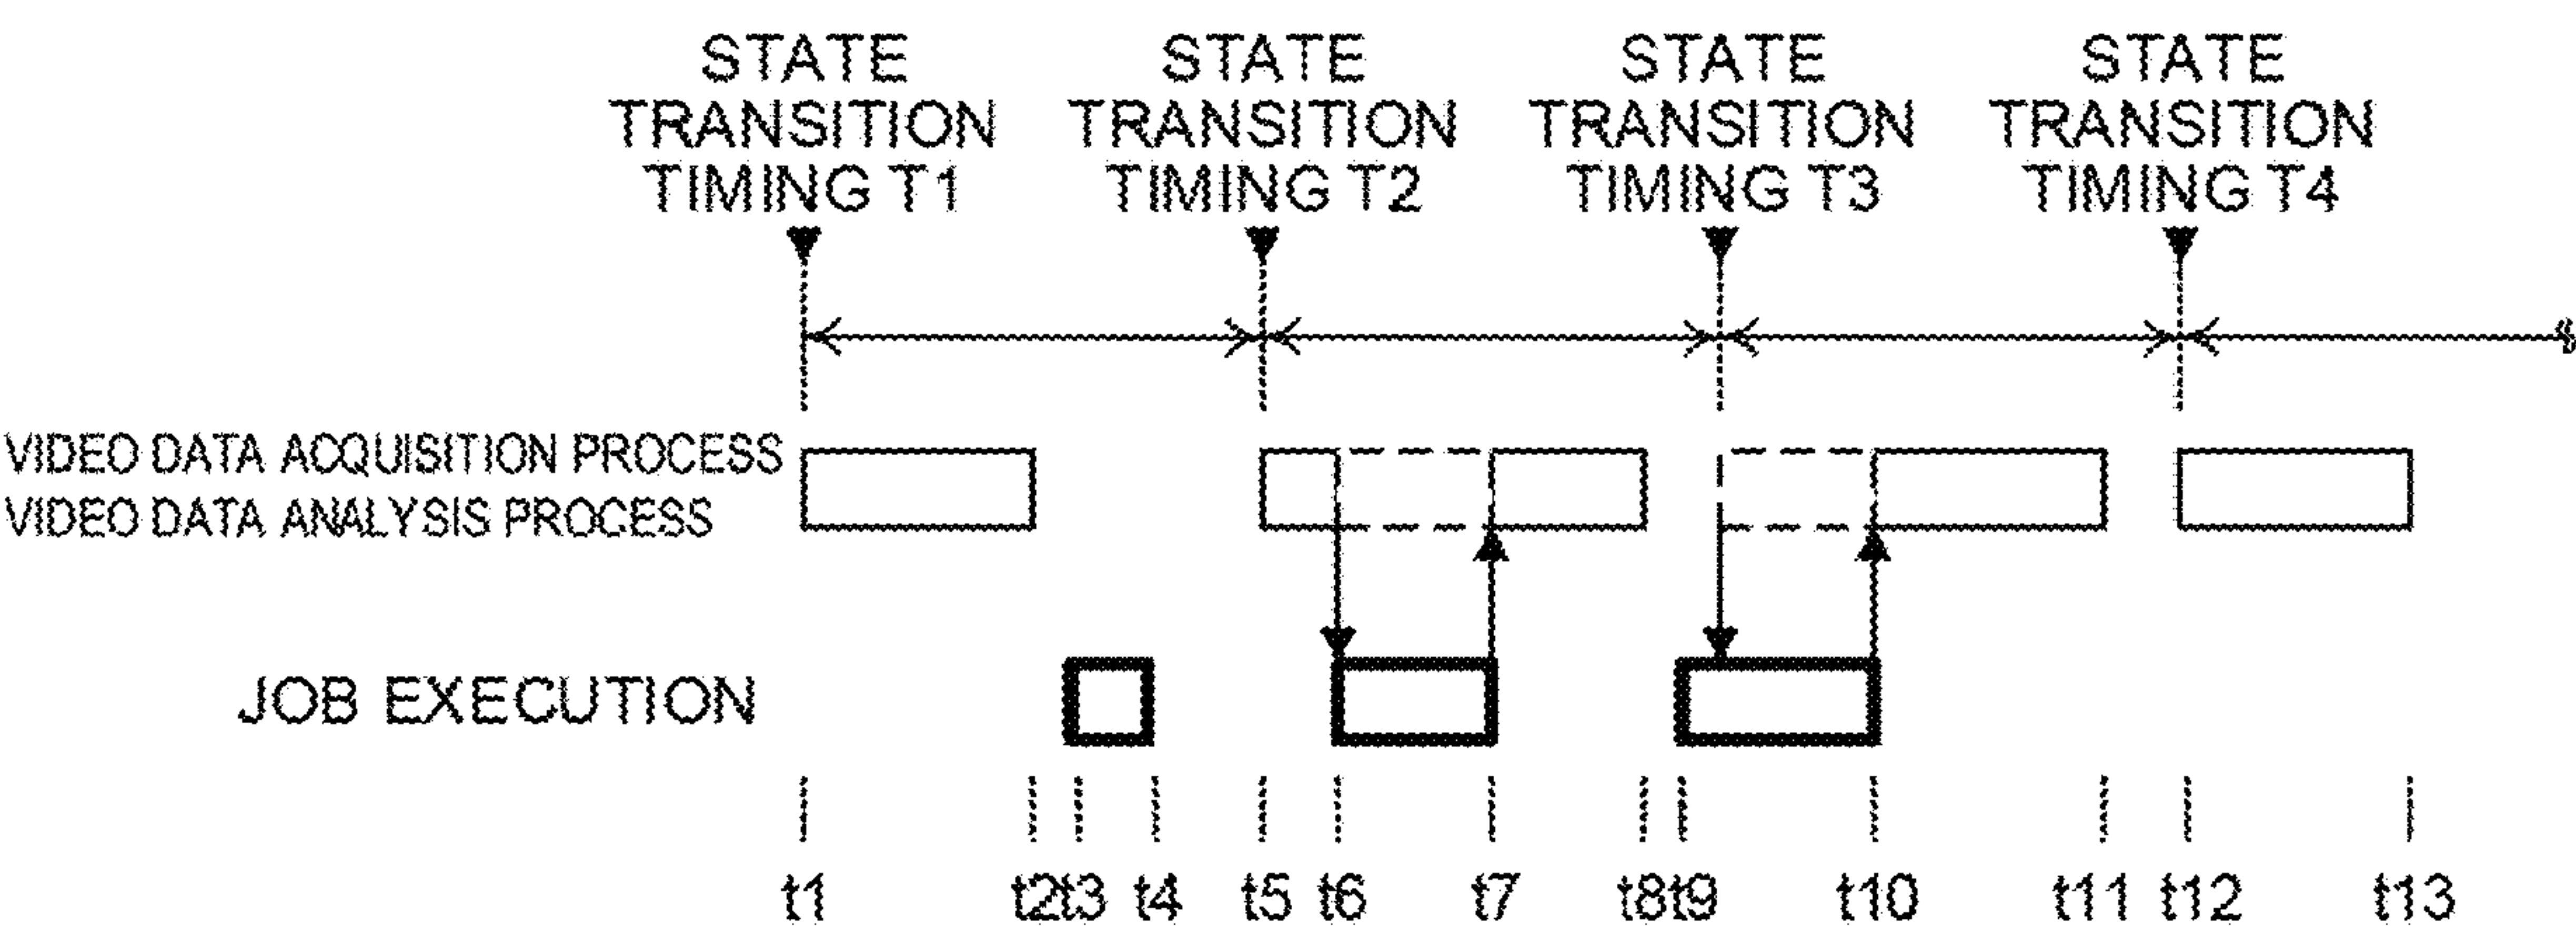 STATE TRANSITION TIMING T1
STATE TRANSITION TIMING T2
STATE TRANSITION TIMING T3
STATE TRANSITION TIMING T4
VIDEO DATA ACQUISITION PROCESS
VIDEO DATA ANALYSIS PROCESS
JOB EXECUTION
t1 t2 t3 t4 t5 t6 t7 t8 t9 t10 t11 t12 t13